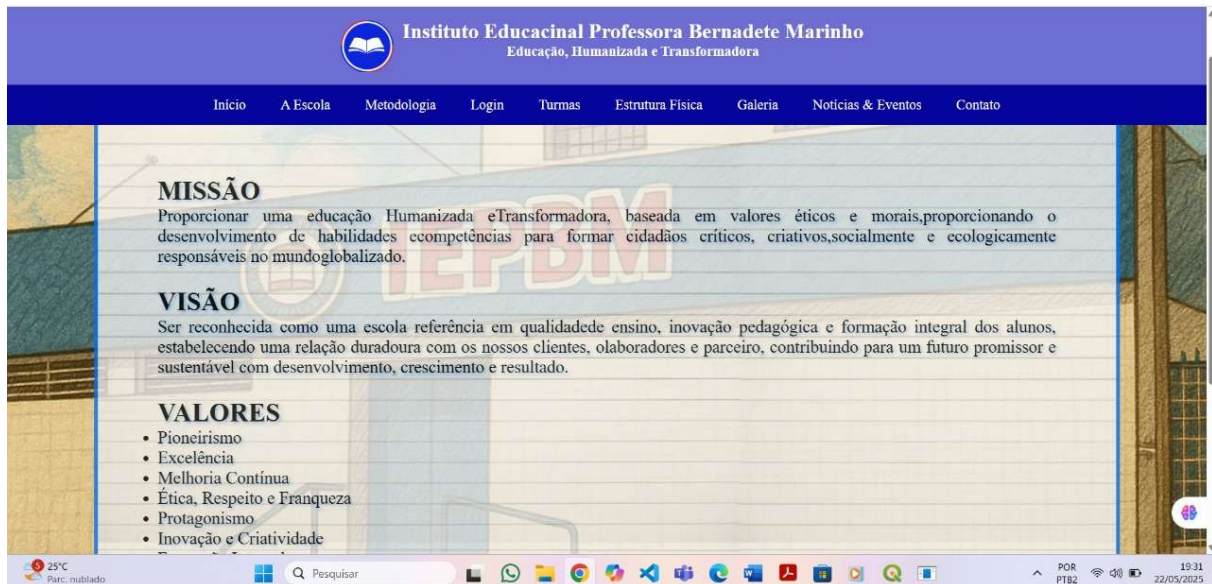 Instituto Educacinal Professora Bernadete Marinho
Educação, Humanizada e Transformadora
Início A Escola Metodologia Login Turmas Estrutura Física Galeria Notícias & Eventos Contato
IEPBM
MISSÃO
Proporcionar uma educação Humanizada eTransformadora, baseada em valores éticos e morais,proporcionando o
desenvolvimento de habilidades ecompetências para formar cidadãos críticos, criativos,socialmente e ecologicamente
responsáveis no mundoglobalizado.
VISÃO
Ser reconhecida como uma escola referência em qualidadede ensino, inovação pedagógica e formação integral dos alunos,
estabelecendo uma relação duradoura com os nossos clientes, olaboradores e parceiro, contribuindo para um futuro promissor e
sustentável com desenvolvimento, crescimento e resultado.
VALORES
Pioneirismo
Excelência
Melhoria Contínua
Ética, Respeito e Franqueza
Protagonismo
Inovação e Criatividade
5
25°C
Parc. nublado
Pesquisar
POR
PTB2
19:31
22/05/2025